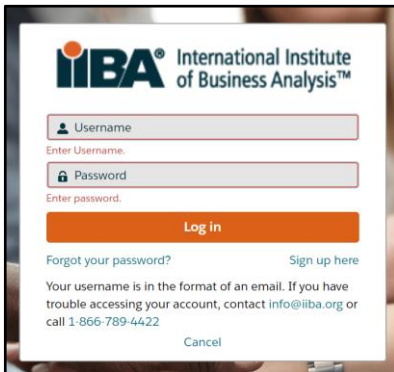 iiBA® International Institute
of Business Analysis™
Username
Enter Username.
Password
Enter password.
Log in
Forgot your password? Sign up here
Your username is in the format of an email. If you have
trouble accessing your account, contact info@iiba.org or
call 1-866-789-4422
Cancel